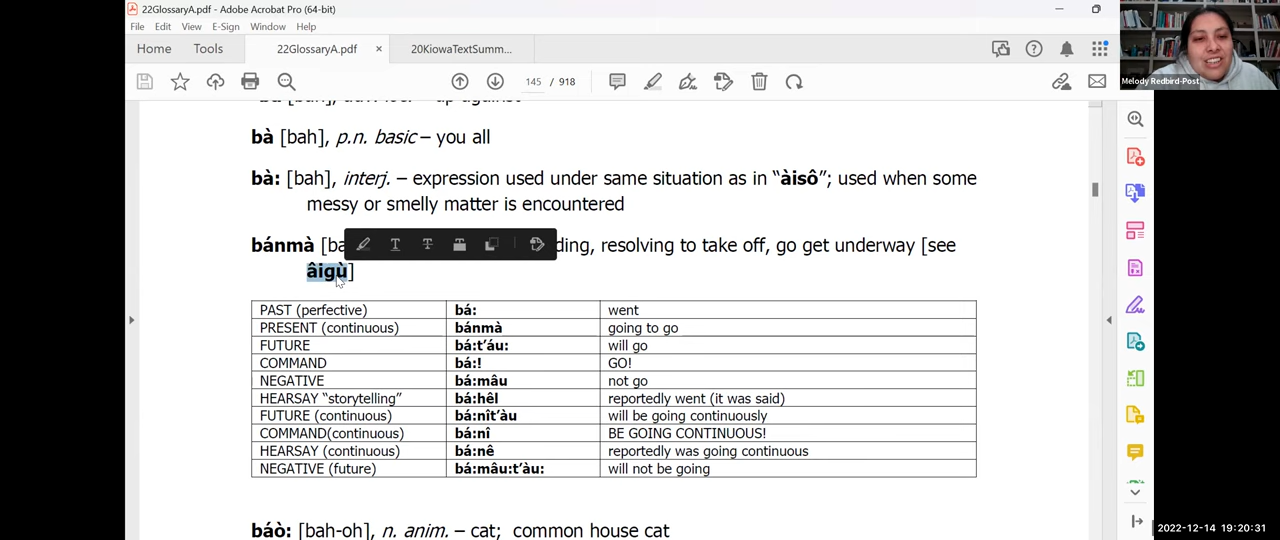 22GlossaryA.pdf - Adobe Acrobat Pro (64-bit)
File Edit View E-Sign Window Help
Home Tools 22GlossaryA.pdf × 20KiowaTextSumm...
145 / 918
Melody Redbird-Post
bà [bah], p.n. basic – you all
bà: [bah], interj. – expression used under same situation as in “àisô”; used when some
messy or smelly matter is encountered
bánmà [ba ding, resolving to take off, go get underway [see
âigù]
PAST (perfective) bá: went
PRESENT (continuous) bánmà going to go
FUTURE bá:t’áu: will go
COMMAND bá:! GO!
NEGATIVE bá:mâu not go
HEARSAY “storytelling” bá:hêl reportedly went (it was said)
FUTURE (continuous) bá:nît’àu will be going continuously
COMMAND(continuous) bá:nî BE GOING CONTINUOUS!
HEARSAY (continuous) bá:nê reportedly was going continuous
NEGATIVE (future) bá:mâu:t’àu: will not be going
báò: [bah-oh], n. anim. – cat; common house cat
2022-12-14 19:20:31